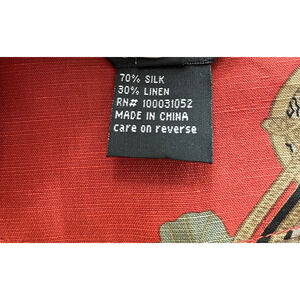 70% SILK
30% LINEN
RN# 100031052
MADE IN CHINA
care on reverse